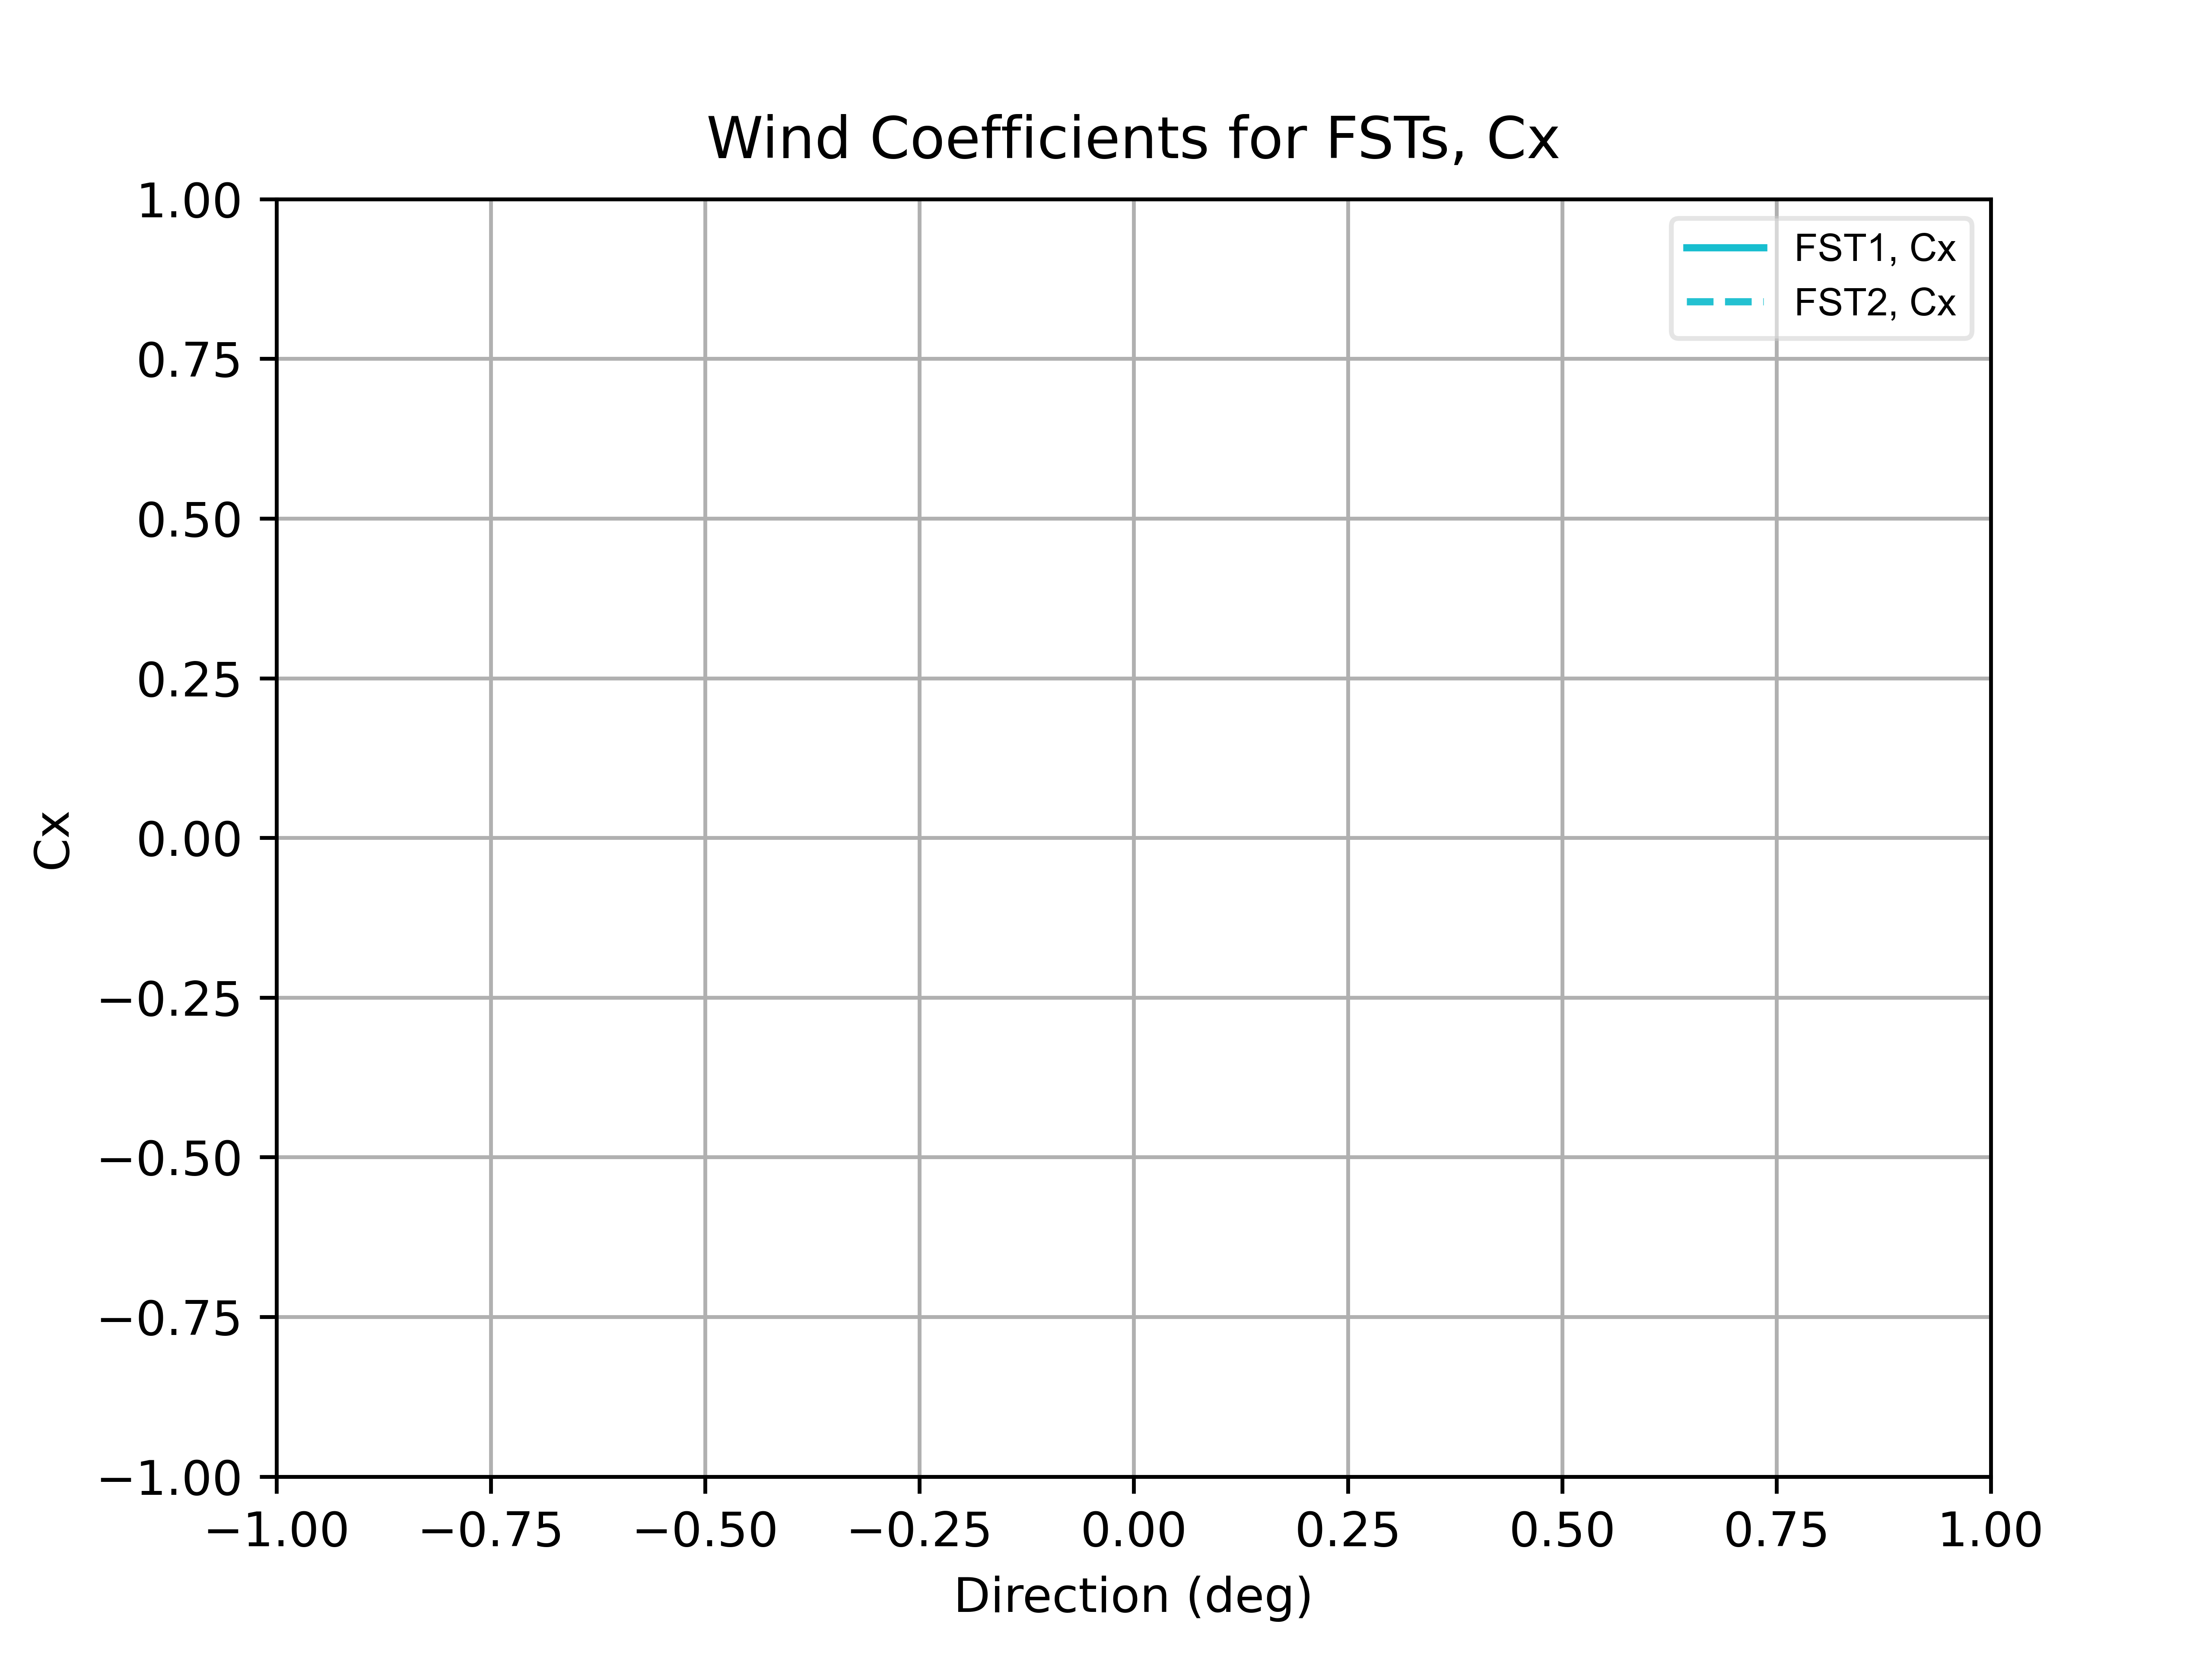 Wind Coefficients for FSTs, Cx
1.00
0.75
0.50
0.25
0.00
−0.25
−0.50
−0.75
−1.00
Cx
FST1, Cx
FST2, Cx
−1.00 −0.75 −0.50 −0.25 0.00 0.25 0.50 0.75 1.00
Direction (deg)